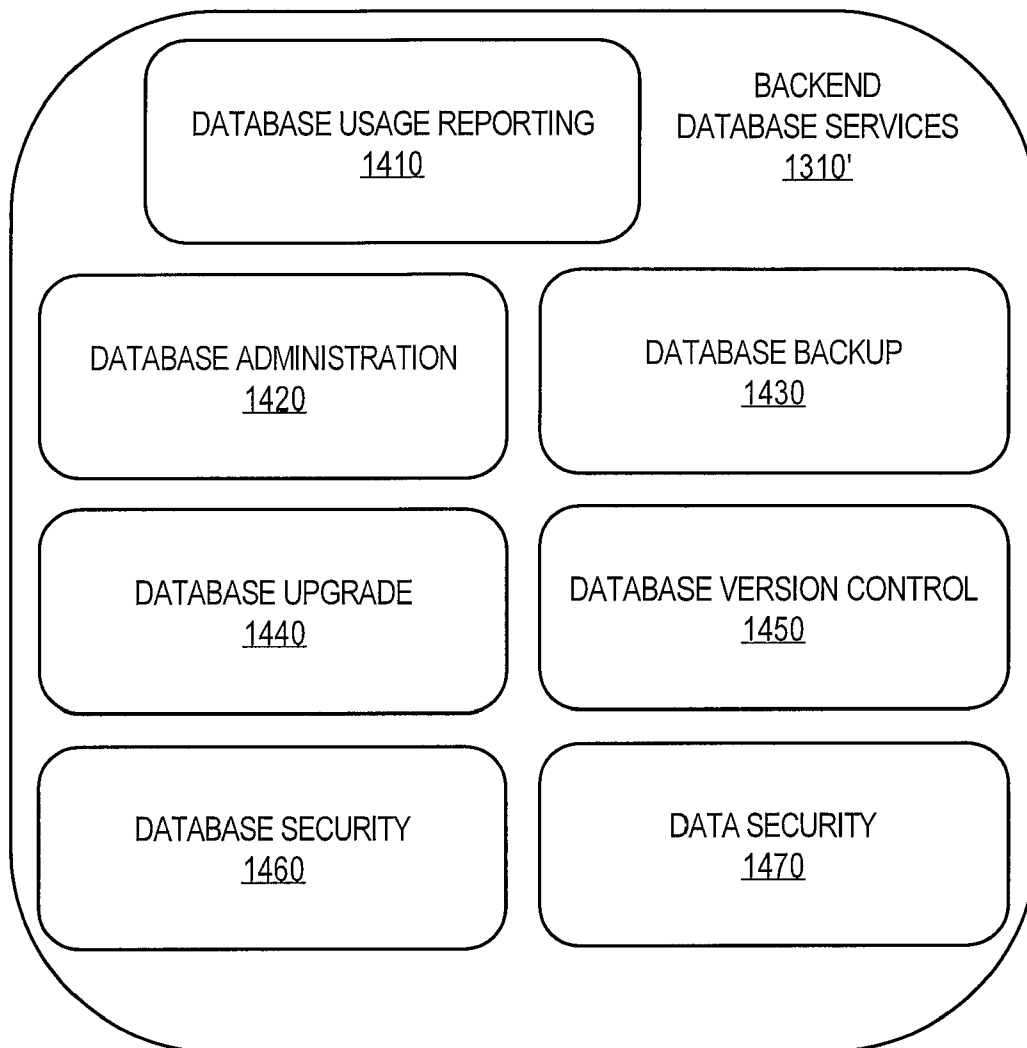 DATABASE USAGE REPORTING
1410
BACKEND
DATABASE SERVICES
1310'
DATABASE ADMINISTRATION
1420
DATABASE BACKUP
1430
DATABASE UPGRADE
1440
DATABASE VERSION CONTROL
1450
DATABASE SECURITY
1460
DATA SECURITY
1470